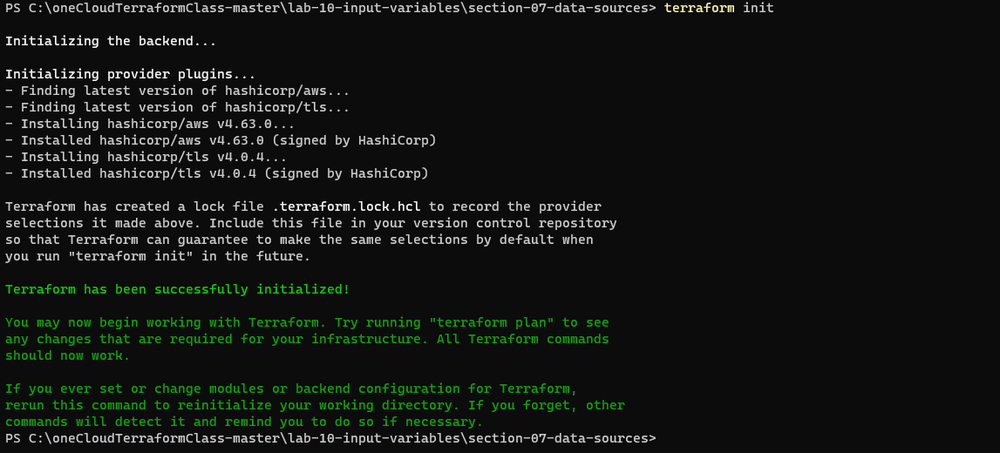 PS C:\oneCloudTerraformClass-master\lab-10-input-variables\section-07-data-sources> terraform init
Initializing the backend...
Initializing provider plugins...
- Finding latest version of hashicorp/aws...
- Finding latest version of hashicorp/tls...
- Installing hashicorp/aws v4.63.0...
- Installed hashicorp/aws v4.63.0 (signed by HashiCorp)
- Installing hashicorp/tls v4.0.4...
- Installed hashicorp/tls v4.0.4 (signed by HashiCorp)
Terraform has created a lock file .terraform.lock.hcl to record the provider
selections it made above. Include this file in your version control repository
so that Terraform can guarantee to make the same selections by default when
you run "terraform init" in the future.
Terraform has been successfully initialized!
You may now begin working with Terraform. Try running "terraform plan" to see
any changes that are required for your infrastructure. All Terraform commands
should now work.
If you ever set or change modules or backend configuration for Terraform,
rerun this command to reinitialize your working directory. If you forget, other
commands will detect it and remind you to do so if necessary.
PS C:\oneCloudTerraformClass-master\lab-10-input-variables\section-07-data-sources>